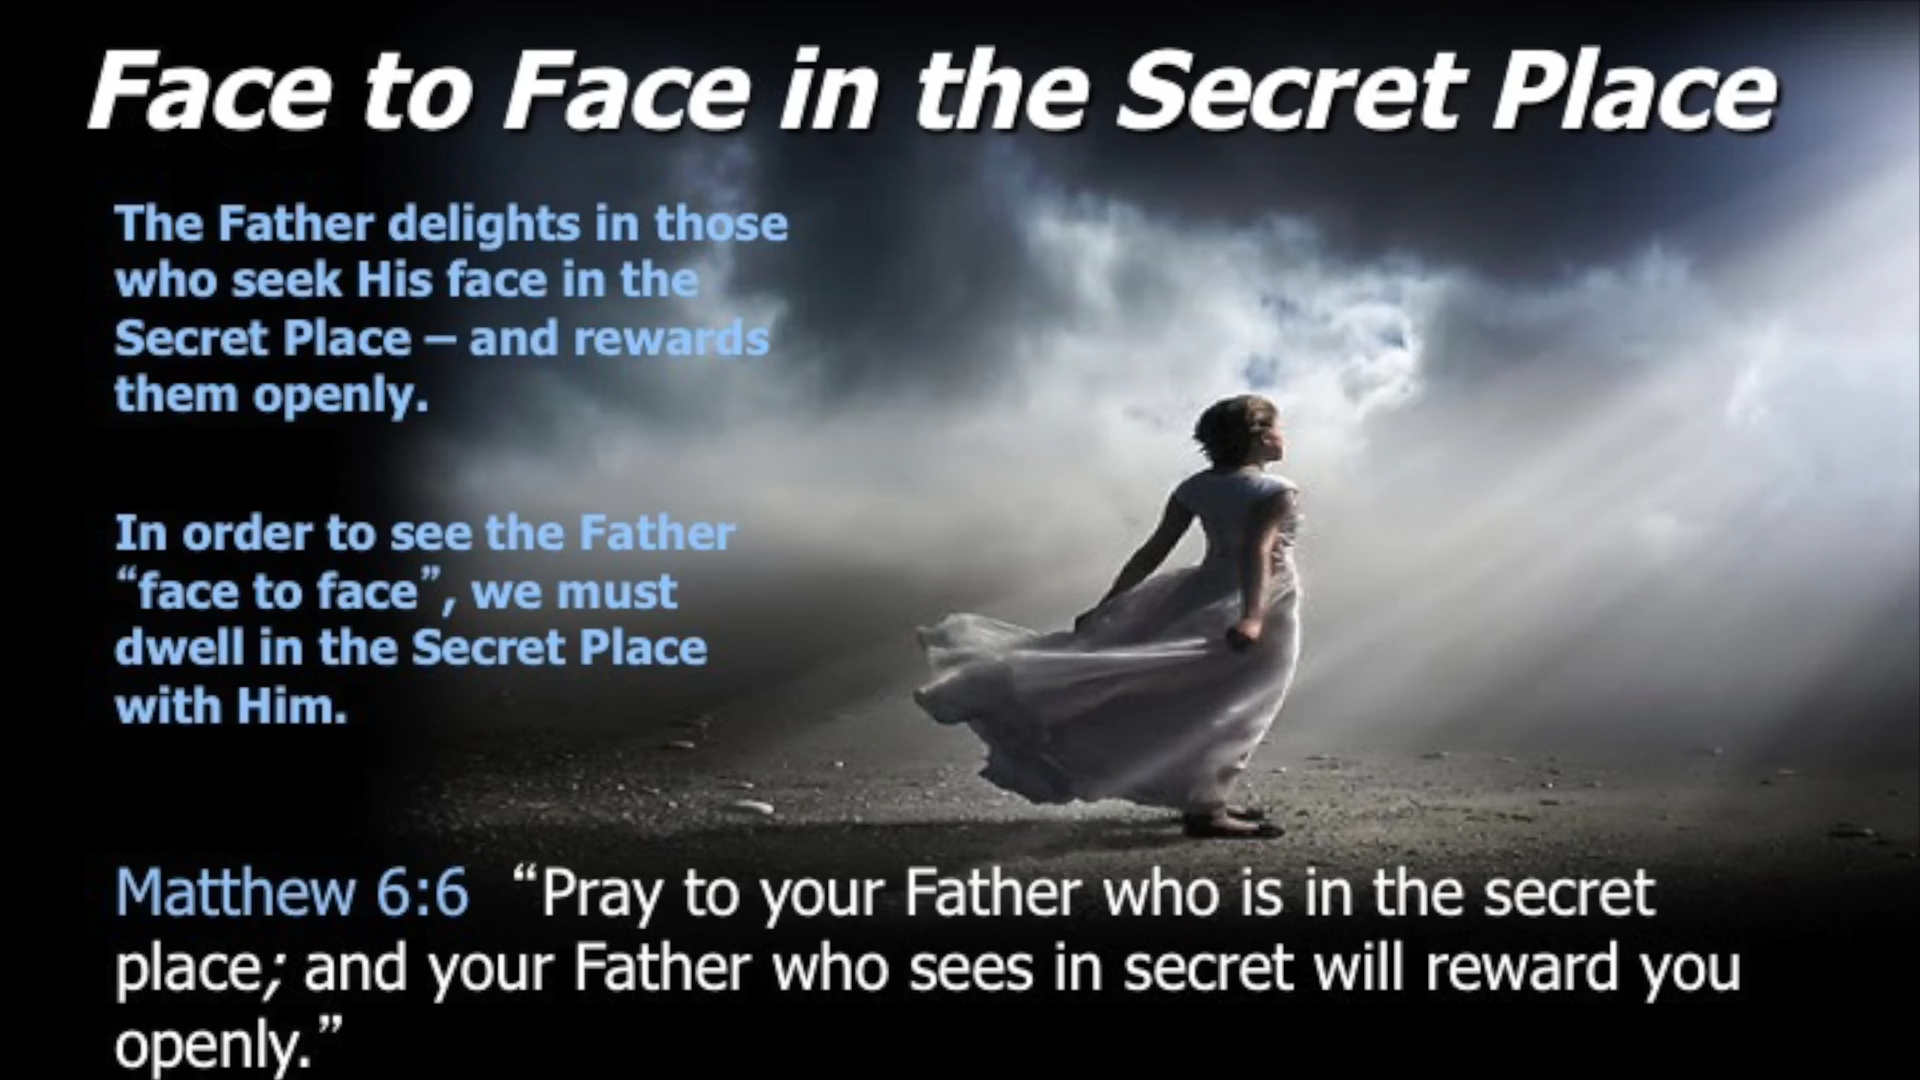 Face to Face in the Secret Place
The Father delights in those
who seek His face in the
Secret Place – and rewards
them openly.
In order to see the Father
“face to face”, we must
dwell in the Secret Place
with Him.
Matthew 6:6 “Pray to your Father who is in the secret
place; and your Father who sees in secret will reward you
openly.”